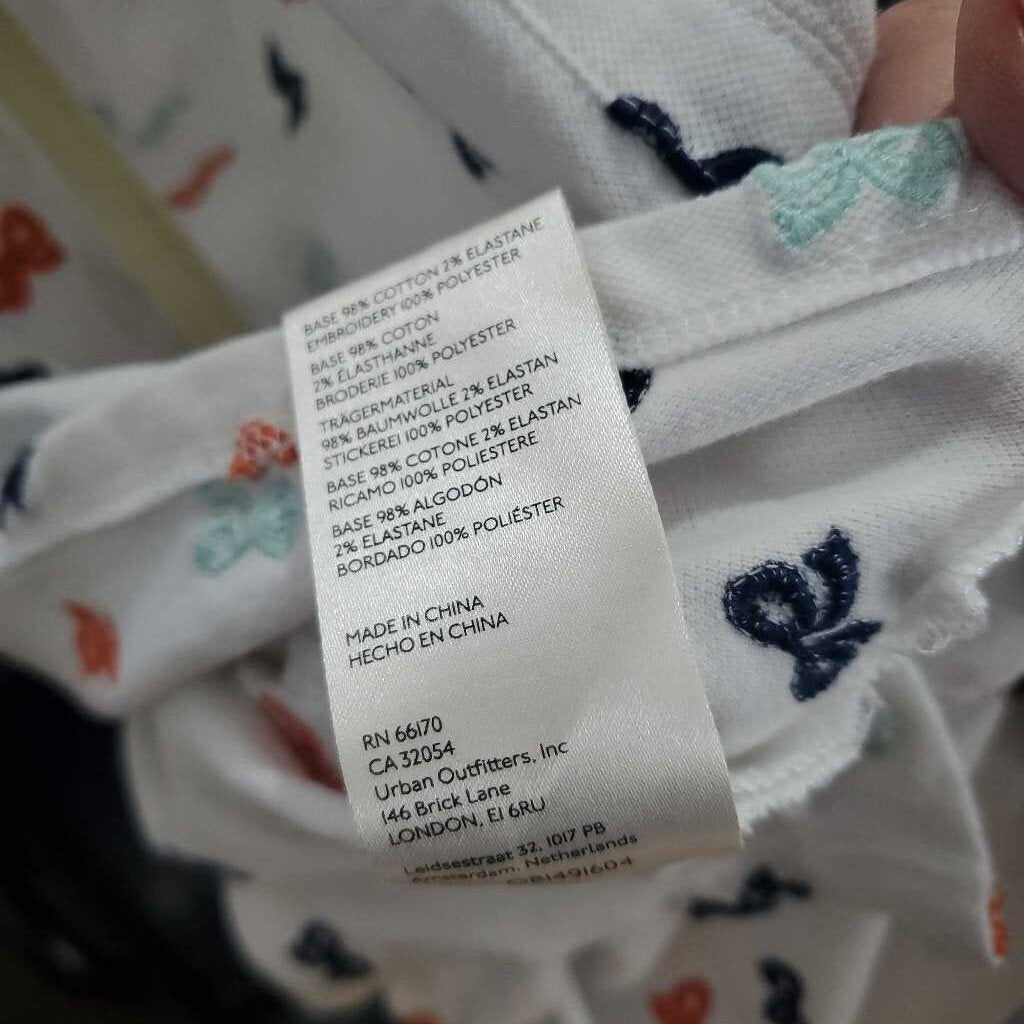 BASE 98% COTTON 2% ELASTANE
EMBROIDERY 100% POLYESTER
BASE 98% COTON
2% ÉLASTHANNE
BRODERIE 100% POLYESTER
TRÄGERMATERIAL
98% BAUMWOLLE 2% ELASTAN
STICKEREI 100% POLYESTER
BASE 98% COTONE 2% ELASTAN
RICAMO 100% POLIESTERE
BASE 98% ALGODÓN
2% ELASTANE
BORDADO 100% POLIÉSTER
MADE IN CHINA
HECHO EN CHINA
RN 66170
CA 32054
Urban Outfitters, Inc
146 Brick Lane
LONDON, E1 6RU
Leidsestraat 32, 1017 PB
Amsterdam, Netherlands